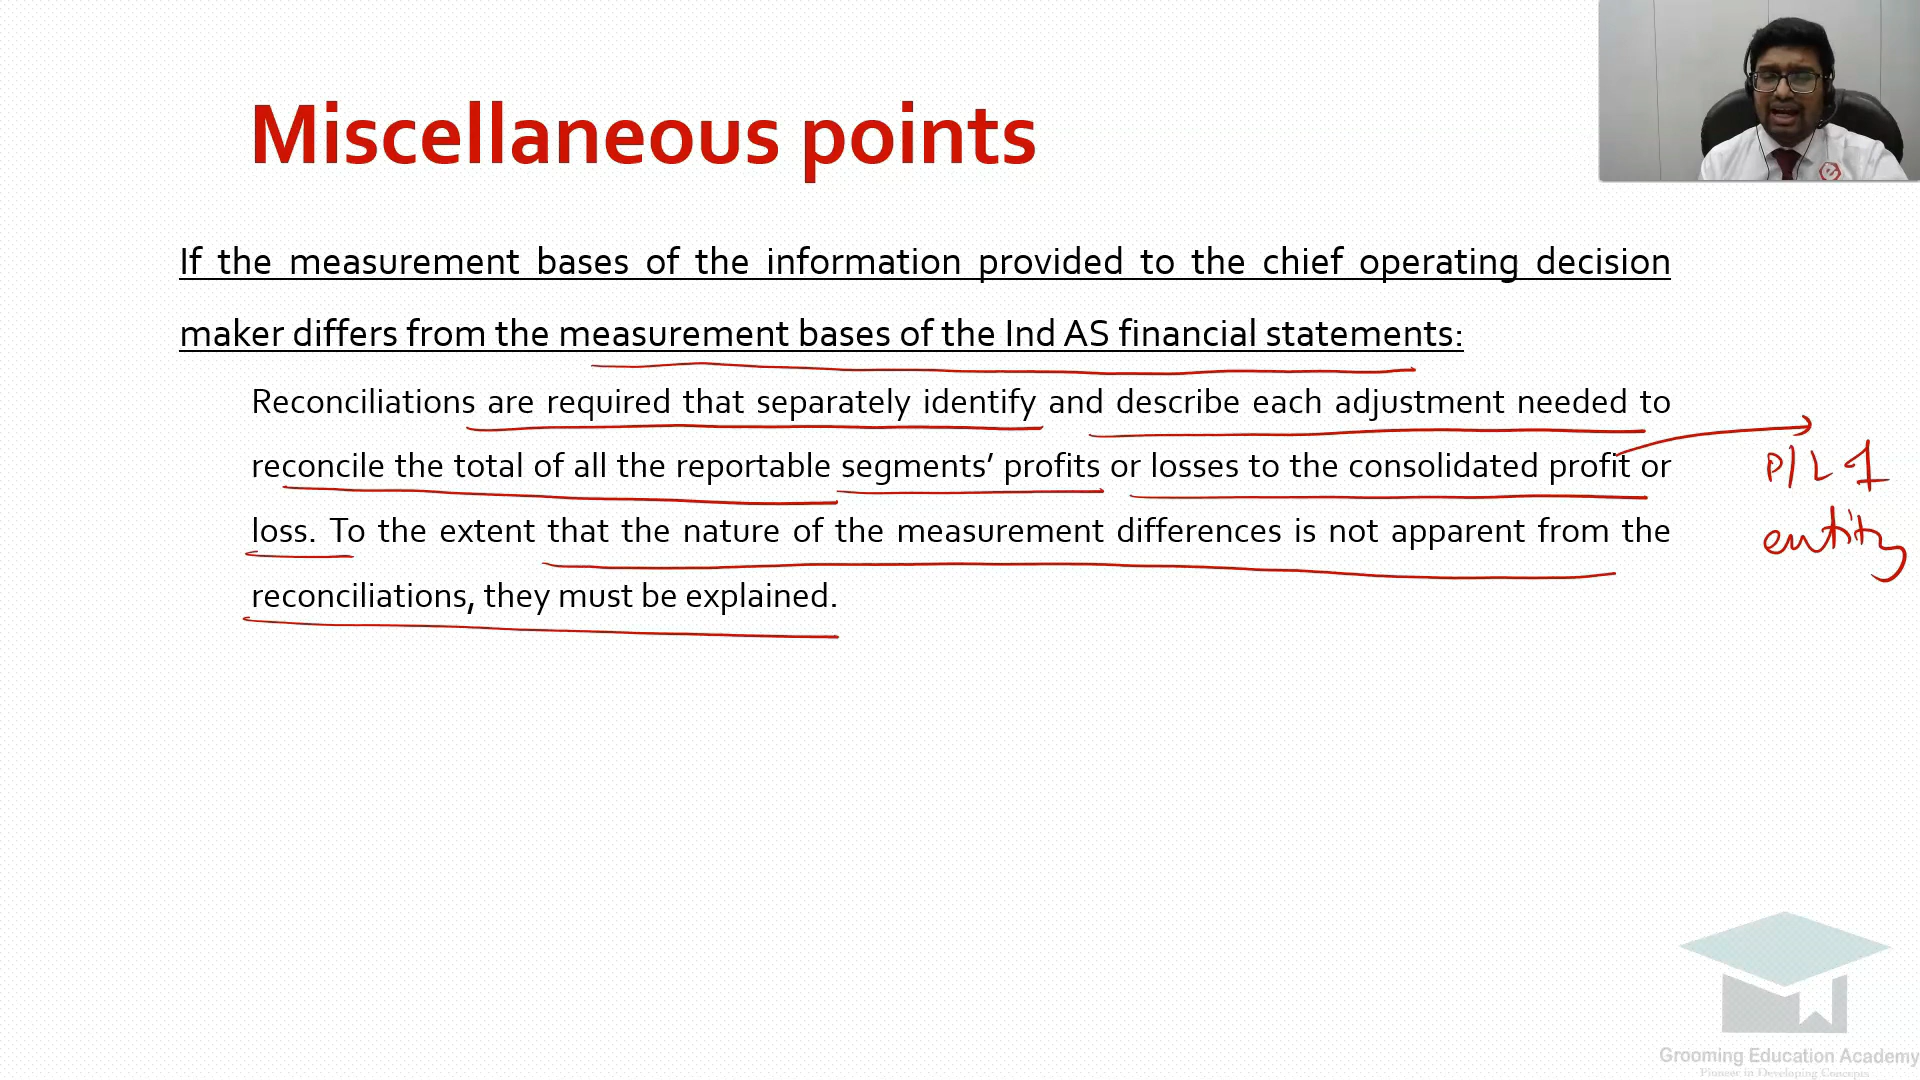 Miscellaneous points
If the measurement bases of the information provided to the chief operating decision
maker differs from the measurement bases of the Ind AS financial statements:
Reconciliations are required that separately identify and describe each adjustment needed to
reconcile the total of all the reportable segments’ profits or losses to the consolidated profit or
loss. To the extent that the nature of the measurement differences is not apparent from the
reconciliations, they must be explained.
P/L
entity
Grooming Education Academy
Pioneer in Developing Concepts